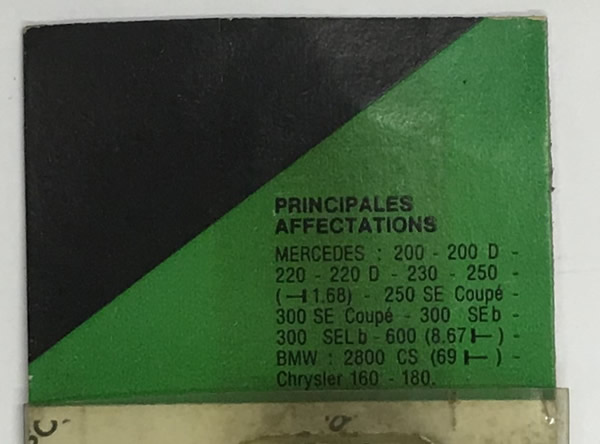 PRINCIPALES
AFFECTATIONS
MERCEDES : 200 - 200 D -
220 - 220 D - 230 - 250 -
(⊣ 1.68) - 250 SE Coupé -
300 SE Coupé - 300 SEb -
300 SELb - 600 (8.67 ⊢ ) -
BMW : 2800 CS (69 ⊢ ) -
Chrysler 160 - 180.